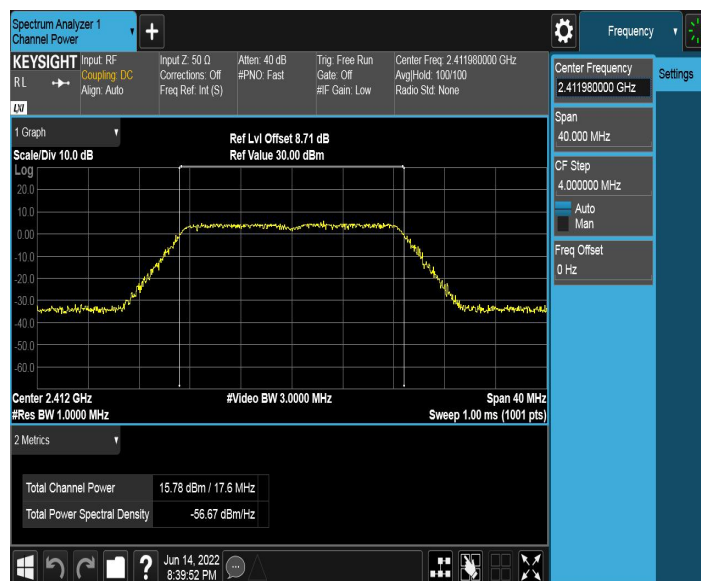 Spectrum Analyzer 1
Channel Power
+
Frequency
KEYSIGHT
RL
LXI
Input: RF
Coupling: DC
Align: Auto
Input Z: 50 Ω
Corrections: Off
Freq Ref: Int (S)
Atten: 40 dB
#PNO: Fast
Trig: Free Run
Gate: Off
#IF Gain: Low
Center Freq: 2.411980000 GHz
Avg|Hold: 100/100
Radio Std: None
Center Frequency
2.411980000 GHz
Settings
Span
40.000 MHz
CF Step
4.000000 MHz
Auto
Man
Freq Offset
0 Hz
1 Graph
Scale/Div 10.0 dB
Ref Lvl Offset 8.71 dB
Ref Value 30.00 dBm
Log
20.0
10.0
0.00
-10.0
-20.0
-30.0
-40.0
-50.0
-60.0
Center 2.412 GHz
#Res BW 1.0000 MHz
#Video BW 3.0000 MHz
Span 40 MHz
Sweep 1.00 ms (1001 pts)
2 Metrics
Total Channel Power 15.78 dBm / 17.6 MHz
Total Power Spectral Density -56.67 dBm/Hz
?
Jun 14, 2022
8:39:52 PM